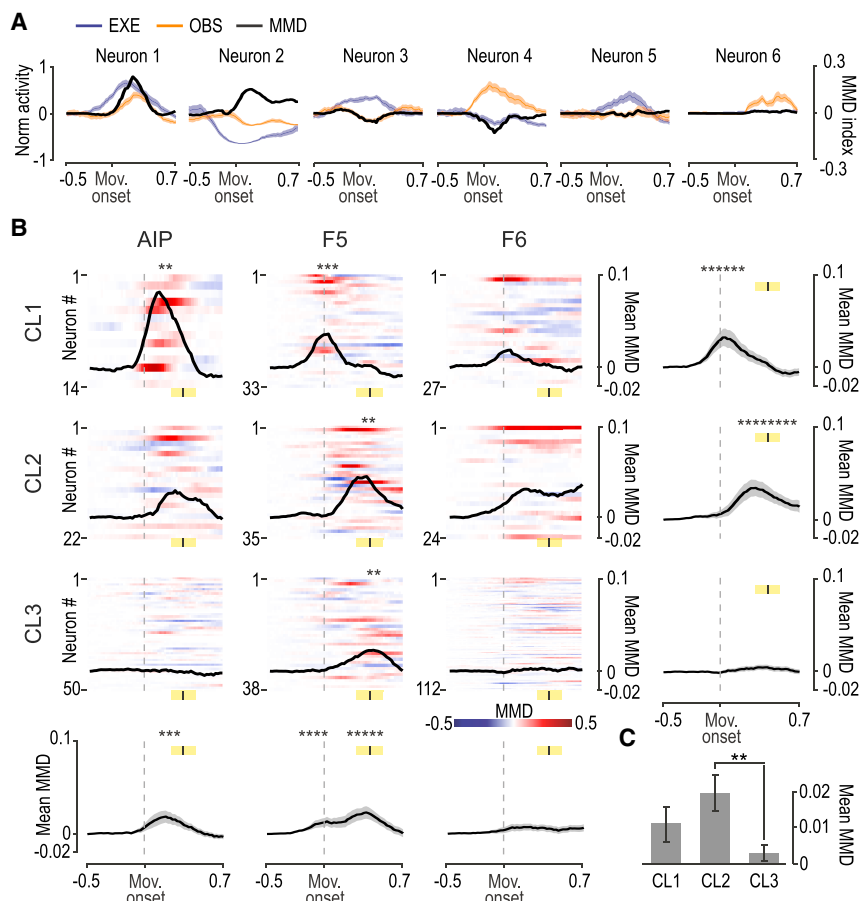 A
EXE OBS MMD
Neuron 1 Neuron 2 Neuron 3 Neuron 4 Neuron 5 Neuron 6
Norm activity
1
0
-1
0.3
0
-0.3
MMD index
-0.5 Mov. onset 0.7 -0.5 Mov. onset 0.7 -0.5 Mov. onset 0.7 -0.5 Mov. onset 0.7 -0.5 Mov. onset 0.7 -0.5 Mov. onset 0.7
B
AIP F5 F6
CL1
Neuron #
1
14
**
1
33
***
1
27
0.1
0
-0.02
Mean MMD
******
0.1
0
-0.02
Mean MMD
CL2
Neuron #
1
22
1
35
**
1
24
0.1
0
-0.02
Mean MMD
********
0.1
0
-0.02
Mean MMD
CL3
Neuron #
1
50
1
38
**
1
112
0.1
0
-0.02
Mean MMD
0.1
0
-0.02
Mean MMD
-0.5 Mov. onset 0.7
MMD
-0.5 0.5
Mean MMD
0.1
0
-0.02
***
**** *****
-0.5 Mov. onset 0.7 -0.5 Mov. onset 0.7 -0.5 Mov. onset 0.7
C
**
0.02
0.01
0
Mean MMD
CL1 CL2 CL3